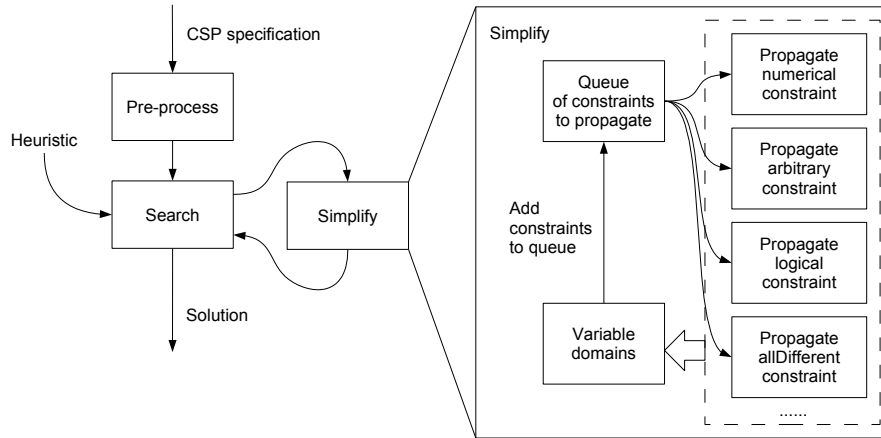 CSP specification
Pre-process
Heuristic
Search
Simplify
Solution
Simplify
Queue
of constraints
to propagate
Add
constraints
to queue
Variable
domains
Propagate
numerical
constraint
Propagate
arbitrary
constraint
Propagate
logical
constraint
Propagate
allDifferent
constraint
......